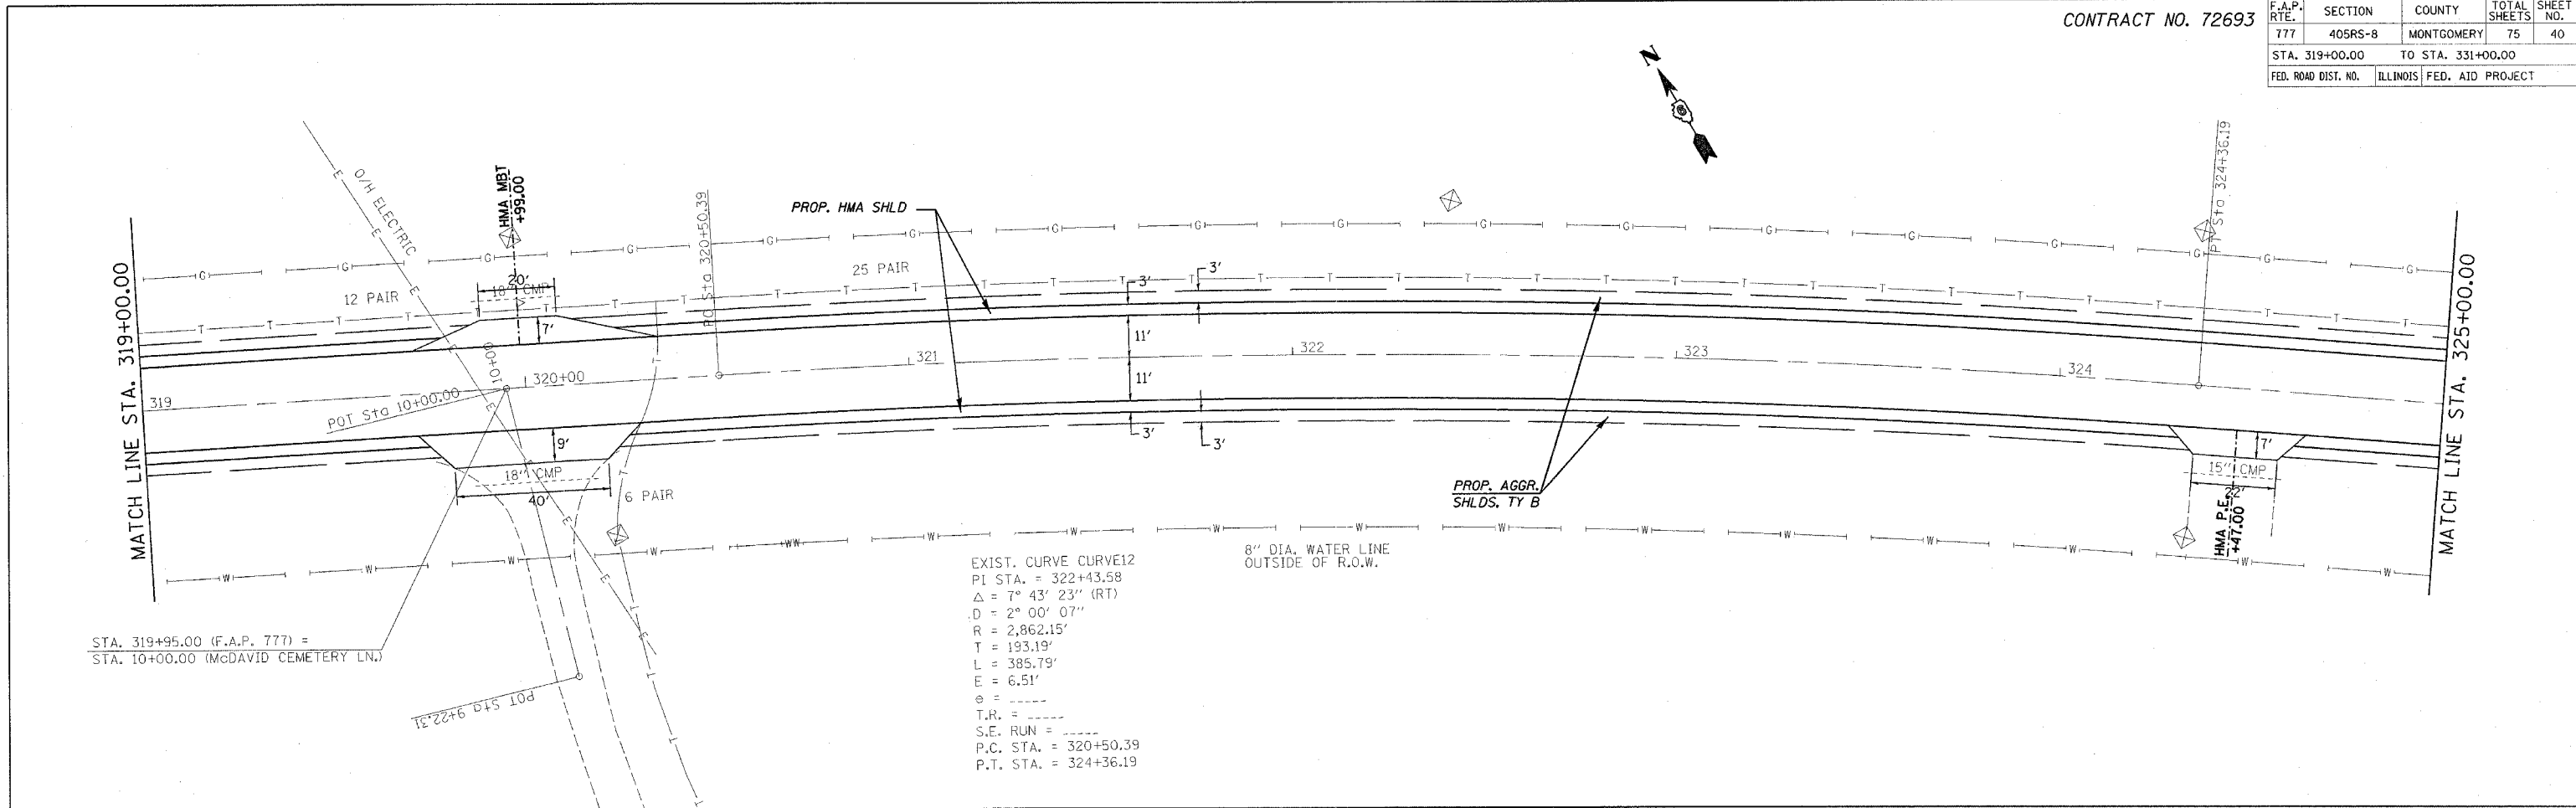 CONTRACT NO. 72693
F.A.P. RTE. SECTION COUNTY TOTAL SHEETS SHEET NO.
777 405RS-8 MONTGOMERY 75 40
STA. 319+00.00 TO STA. 331+00.00
FED. ROAD DIST. NO. ILLINOIS FED. AID PROJECT
N
MATCH LINE STA. 319+00.00
O/H ELECTRIC
HMA MBT
+99.00
12 PAIR
20'
18" CMP
7'
PO Sta 320+50.39
PROP. HMA SHLD
25 PAIR
3'
3'
PT Sta 324+36.19
MATCH LINE STA. 325+00.00
319
10+00
320+00
321
322
323
324
11'
11'
POT Sta 10+00.00
9'
18" CMP
40'
6 PAIR
3'
3'
PROP. AGGR.
SHLDS. TY B
7'
15" CMP
22'
HMA P.E.
+47.00
8" DIA. WATER LINE
OUTSIDE OF R.O.W.
EXIST. CURVE CURVE12
PI STA. = 322+43.58
Δ = 7° 43' 23" (RT)
D = 2° 00' 07"
R = 2,862.15'
T = 193.19'
L = 385.79'
E = 6.51'
e = -----
T.R. = -----
S.E. RUN = -----
P.C. STA. = 320+50.39
P.T. STA. = 324+36.19
STA. 319+95.00 (F.A.P. 777) =
STA. 10+00.00 (McDAVID CEMETERY LN.)
POT Sta 9+22.31